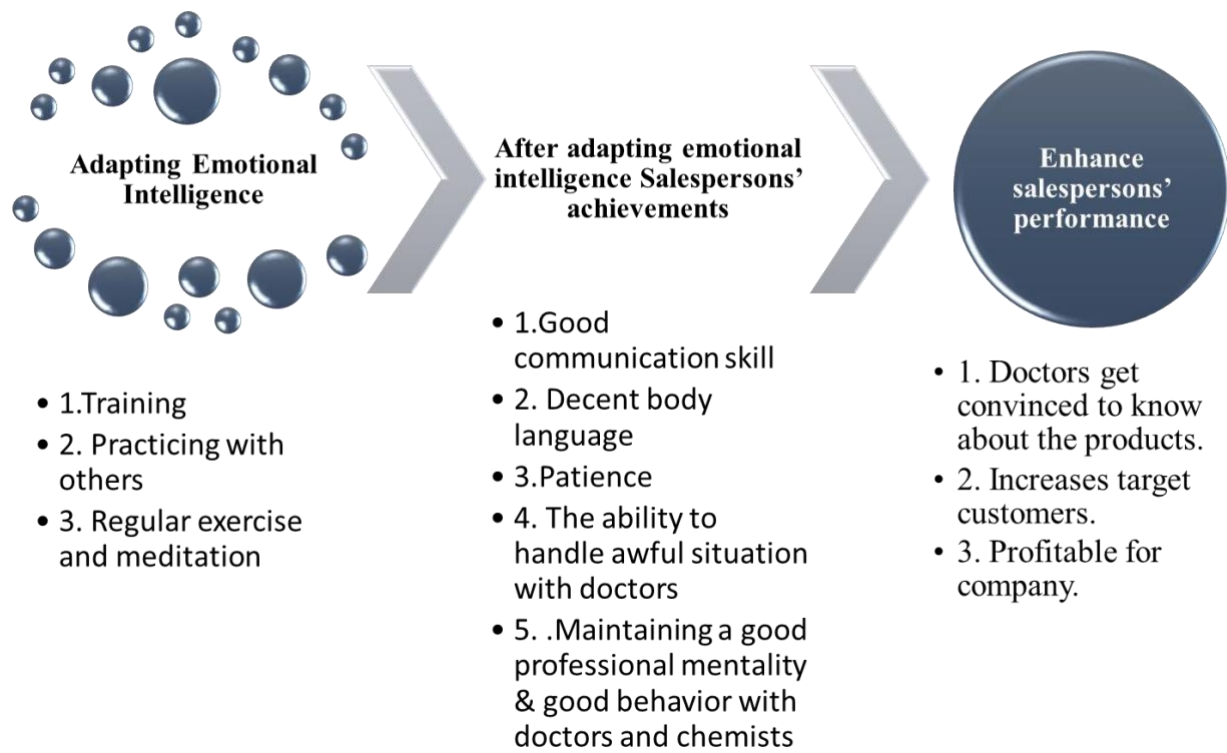 Adapting Emotional
Intelligence
• 1.Training
• 2. Practicing with
others
• 3. Regular exercise
and meditation
After adapting emotional
intelligence Salespersons’
achievements
• 1.Good
communication skill
• 2. Decent body
language
• 3.Patience
• 4. The ability to
handle awful situation
with doctors
• 5. .Maintaining a good
professional mentality
& good behavior with
doctors and chemists
Enhance
salespersons’
performance
• 1. Doctors get
convinced to know
about the products.
• 2. Increases target
customers.
• 3. Profitable for
company.